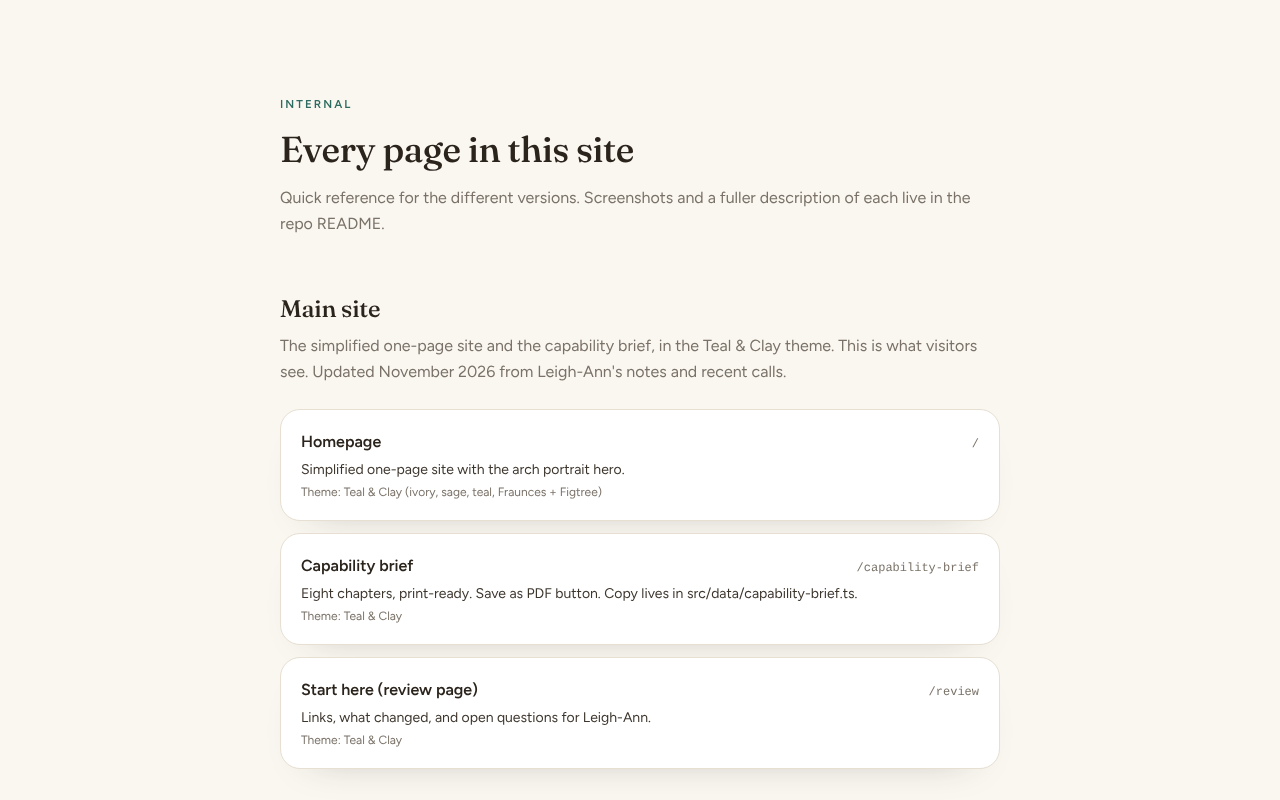 INTERNAL
Every page in this site
Quick reference for the different versions. Screenshots and a fuller description of each live in the
repo README.
Main site
The simplified one-page site and the capability brief, in the Teal & Clay theme. This is what visitors
see. Updated November 2026 from Leigh-Ann's notes and recent calls.
Homepage /
Simplified one-page site with the arch portrait hero.
Theme: Teal & Clay (ivory, sage, teal, Fraunces + Figtree)
Capability brief /capability-brief
Eight chapters, print-ready. Save as PDF button. Copy lives in src/data/capability-brief.ts.
Theme: Teal & Clay
Start here (review page) /review
Links, what changed, and open questions for Leigh-Ann.
Theme: Teal & Clay